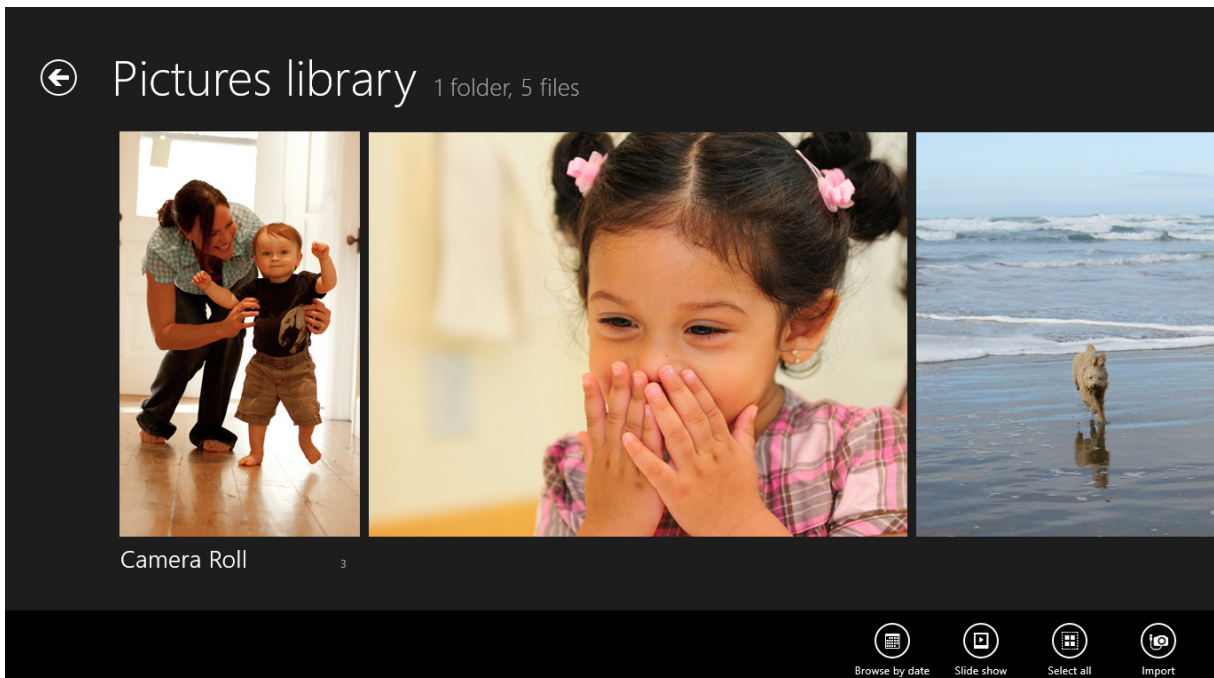 Pictures library 1 folder, 5 files
Camera Roll 3
Browse by date Slide show Select all Import